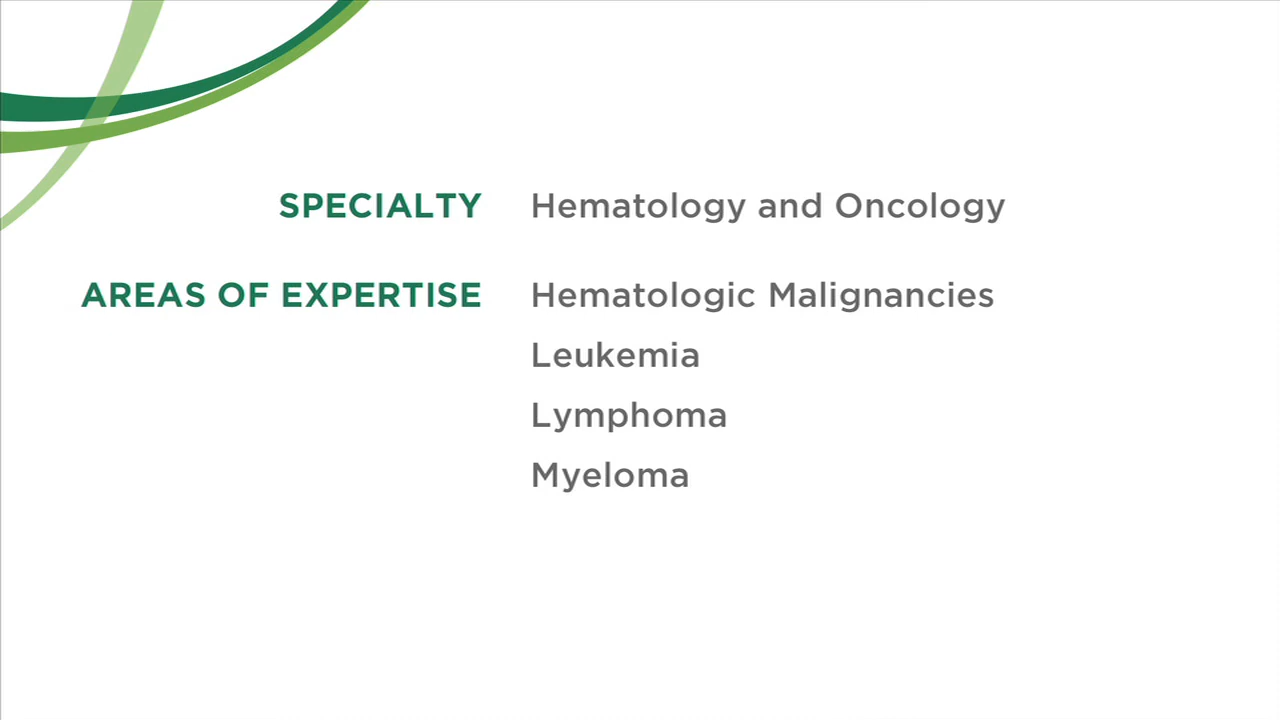 SPECIALTY Hematology and Oncology
AREAS OF EXPERTISE Hematologic Malignancies
Leukemia
Lymphoma
Myeloma